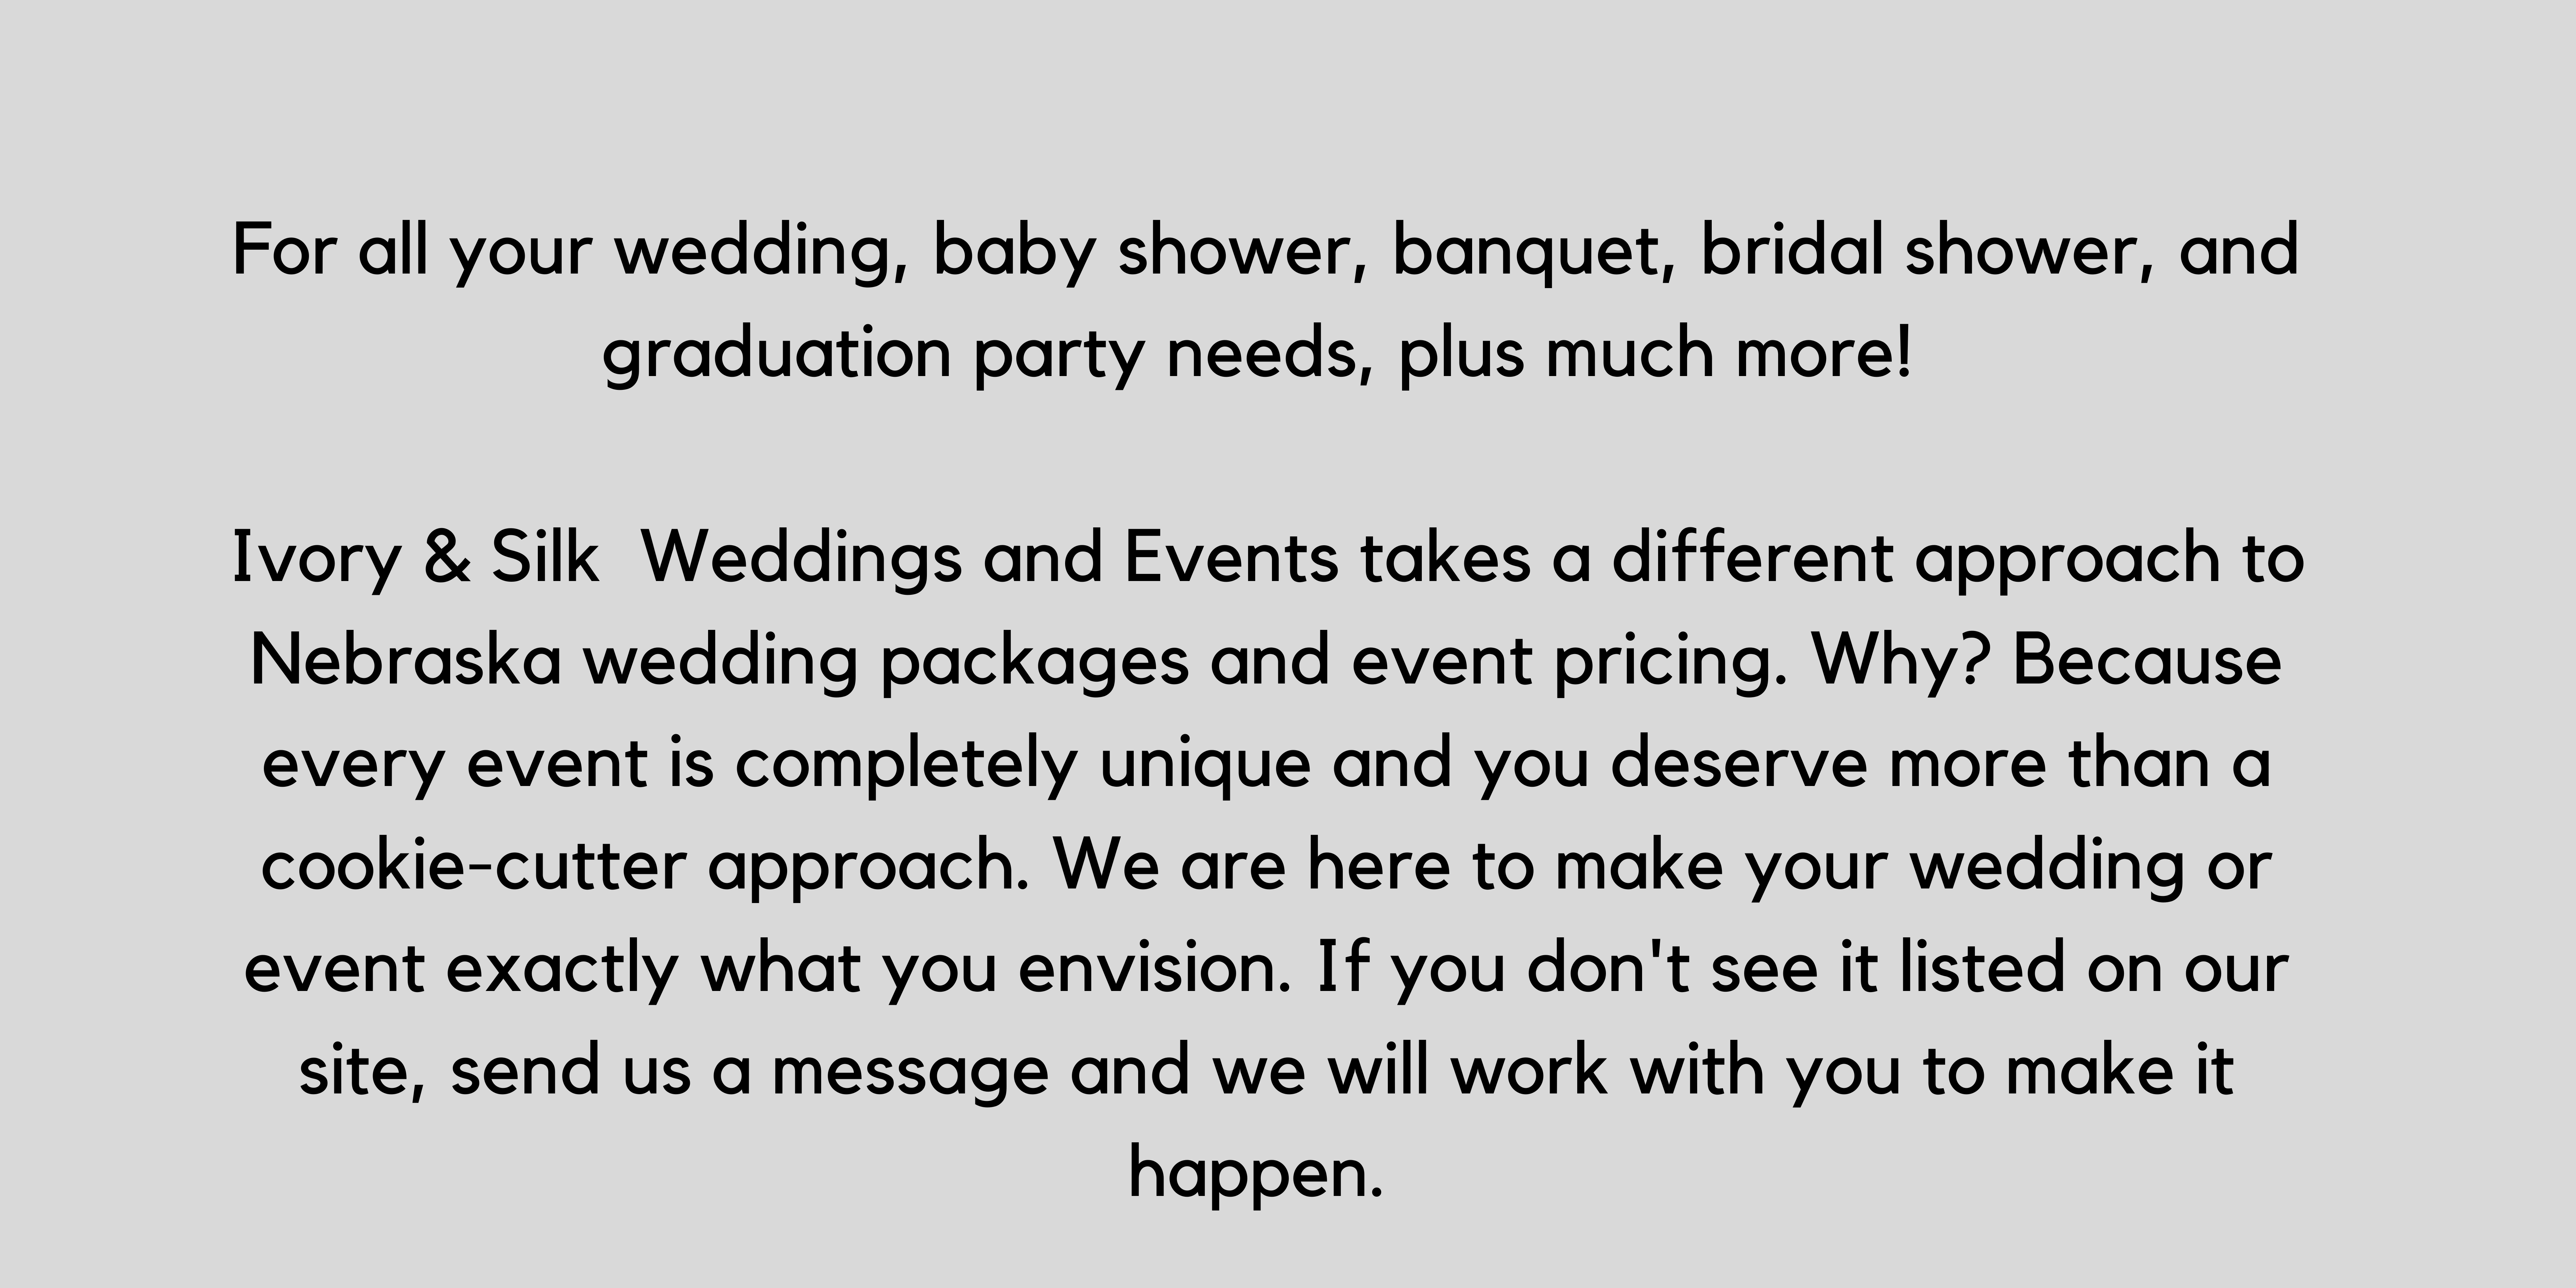 For all your wedding, baby shower, banquet, bridal shower, and
graduation party needs, plus much more!
Ivory & Silk  Weddings and Events takes a different approach to
Nebraska wedding packages and event pricing. Why? Because
every event is completely unique and you deserve more than a
cookie-cutter approach. We are here to make your wedding or
event exactly what you envision. If you don't see it listed on our
site, send us a message and we will work with you to make it
happen.